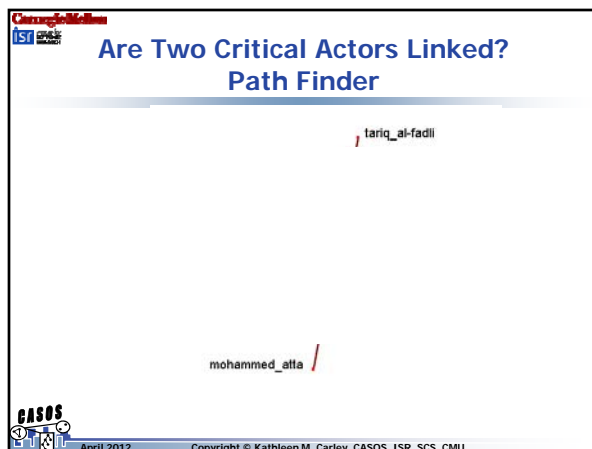 Carnegie Mellon
isr
Are Two Critical Actors Linked?
Path Finder
tariq_al-fadli
mohammed_atta
CASOS
April 2012 Copyright © Kathleen M. Carley, CASOS, ISR, SCS, CMU